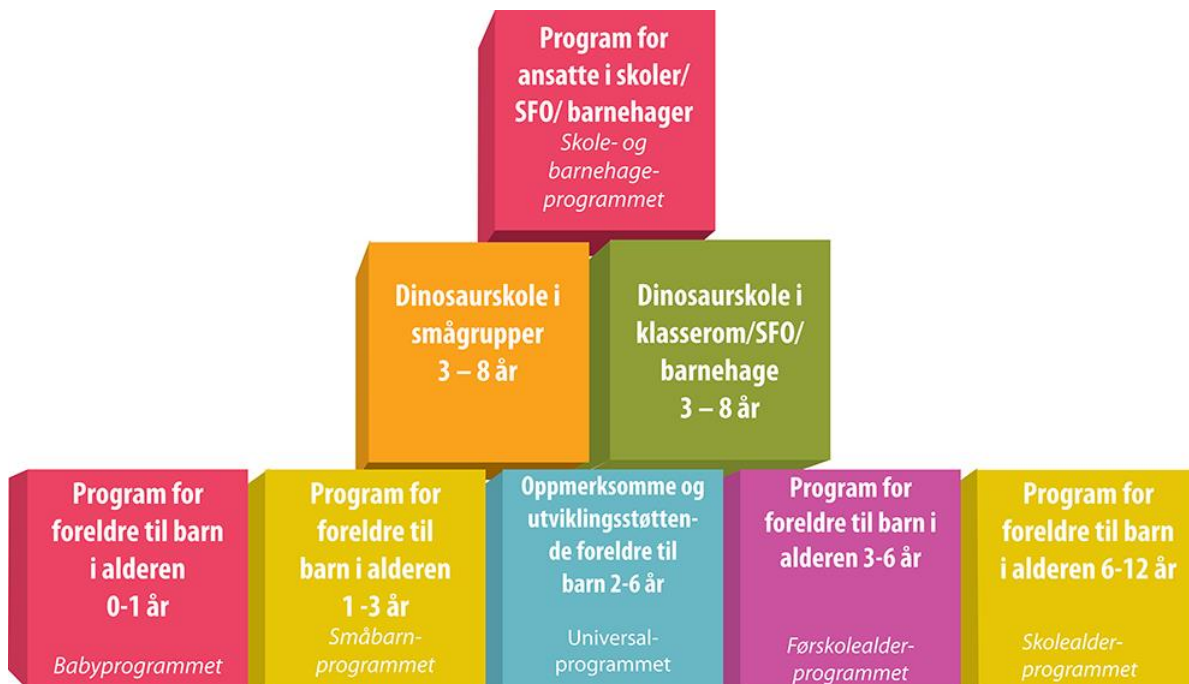 Program for
ansatte i skoler/
SFO/ barnehager
Skole- og
barnehage-
programmet
Dinosaurskole i
smågrupper
3 – 8 år
Dinosaurskole i
klasserom/SFO/
barnehage
3 – 8 år
Program for
foreldre til barn
i alderen
0-1 år
Babyprogrammet
Program for
foreldre til
barn i alderen
1 -3 år
Småbarn-
programmet
Oppmerksomme og
utviklingsstøtten-
de foreldre til
barn 2-6 år
Universal-
programmet
Program for
foreldre til barn i
alderen 3-6 år
Førskolealder-
programmet
Program for
foreldre til barn
i alderen 6-12 år
Skolealder-
programmet